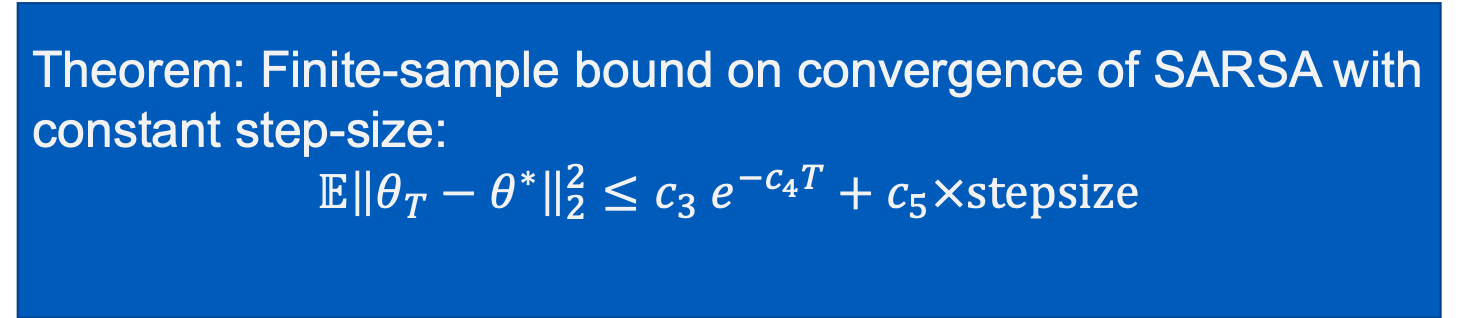 Theorem: Finite-sample bound on convergence of SARSA with
constant step-size:
𝔼‖θ_T − θ*‖₂² ≤ c₃ e^{−c₄T} + c₅×stepsize